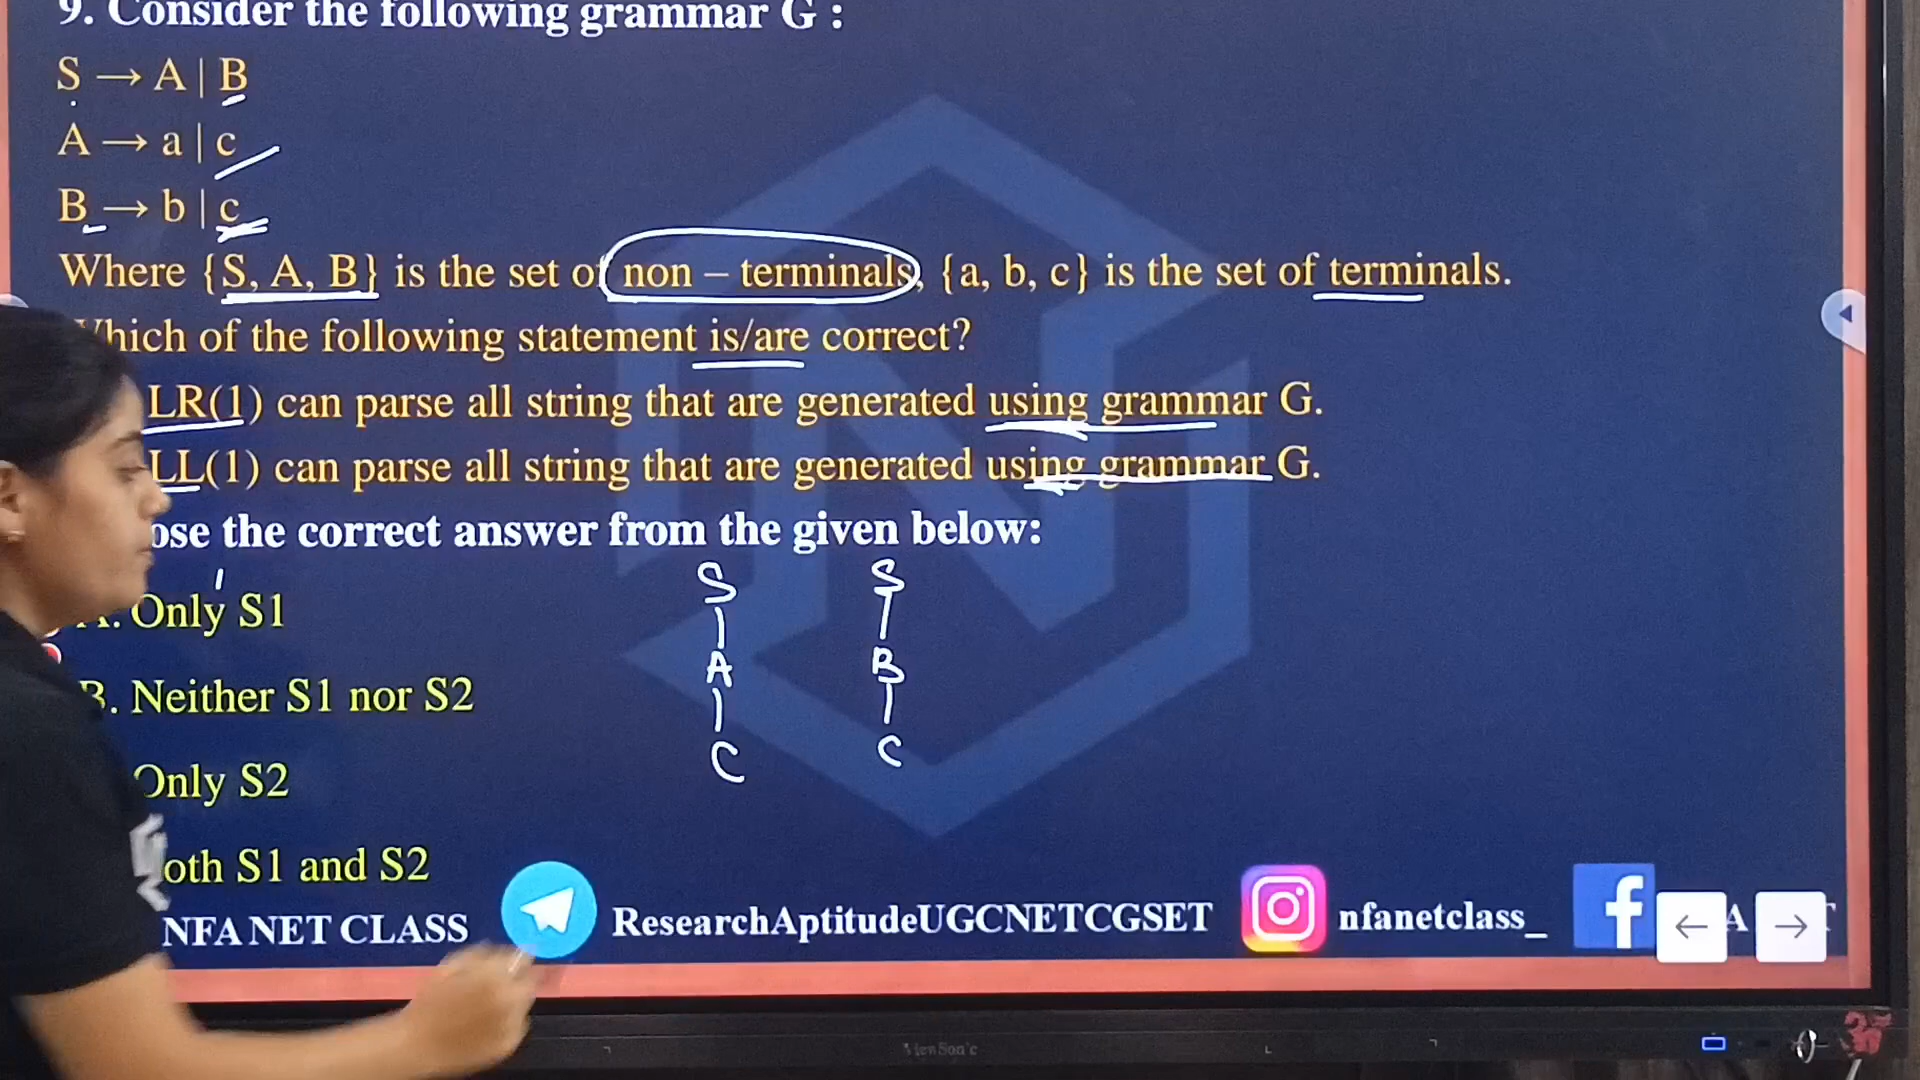 9. Consider the following grammar G :
S → A | B
A → a | c
B → b | c
Where {S, A, B} is the set of non – terminals, {a, b, c} is the set of terminals.
hich of the following statement is/are correct?
LR(1) can parse all string that are generated using grammar G.
LL(1) can parse all string that are generated using grammar G.
ose the correct answer from the given below:
A. Only S1
B. Neither S1 nor S2
Only S2
oth S1 and S2
S S
A B
C C
NFA NET CLASS ResearchAptitudeUGCNETCGSET nfanetclass_
ViewSonic